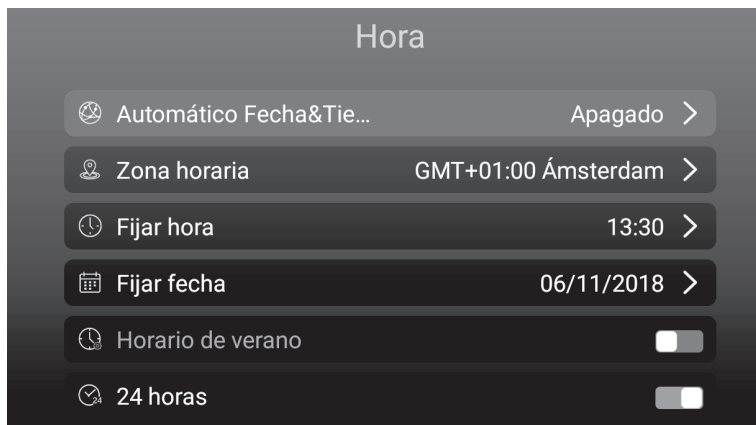 Hora
Automático Fecha&Tie... Apagado
Zona horaria GMT+01:00 Ámsterdam
Fijar hora 13:30
Fijar fecha 06/11/2018
Horario de verano
24 horas